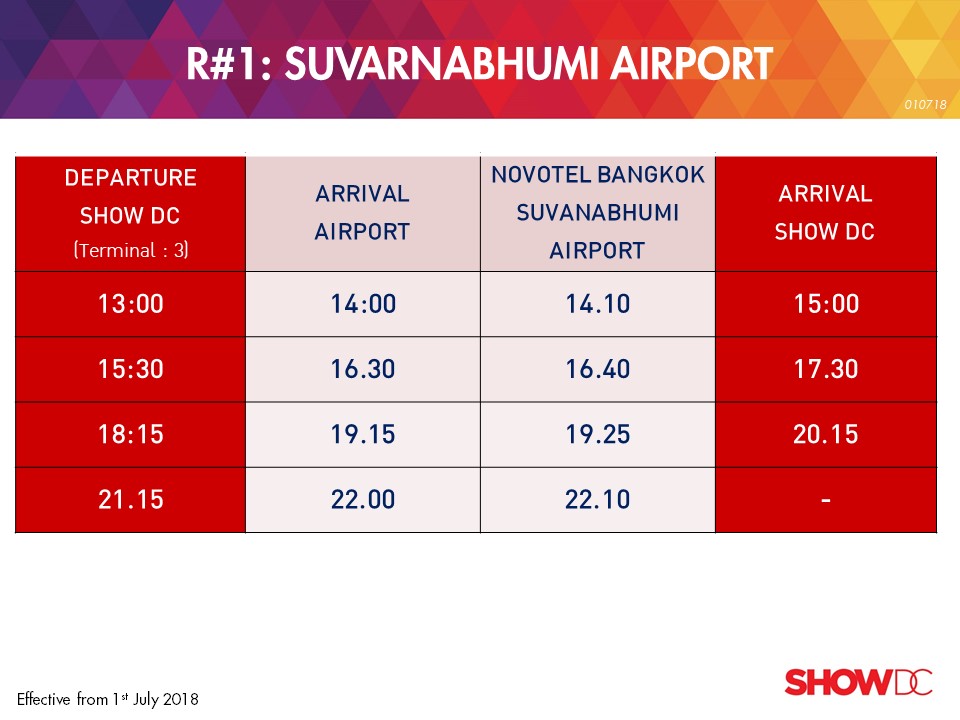 R#1: SUVARNABHUMI AIRPORT
010718
DEPARTURE
SHOW DC
(Terminal : 3)
ARRIVAL
AIRPORT
NOVOTEL BANGKOK
SUVANABHUMI
AIRPORT
ARRIVAL
SHOW DC
13:00 14:00 14.10 15:00
15:30 16.30 16.40 17.30
18:15 19.15 19.25 20.15
21.15 22.00 22.10 -
Effective from 1st July 2018
SHOWDC